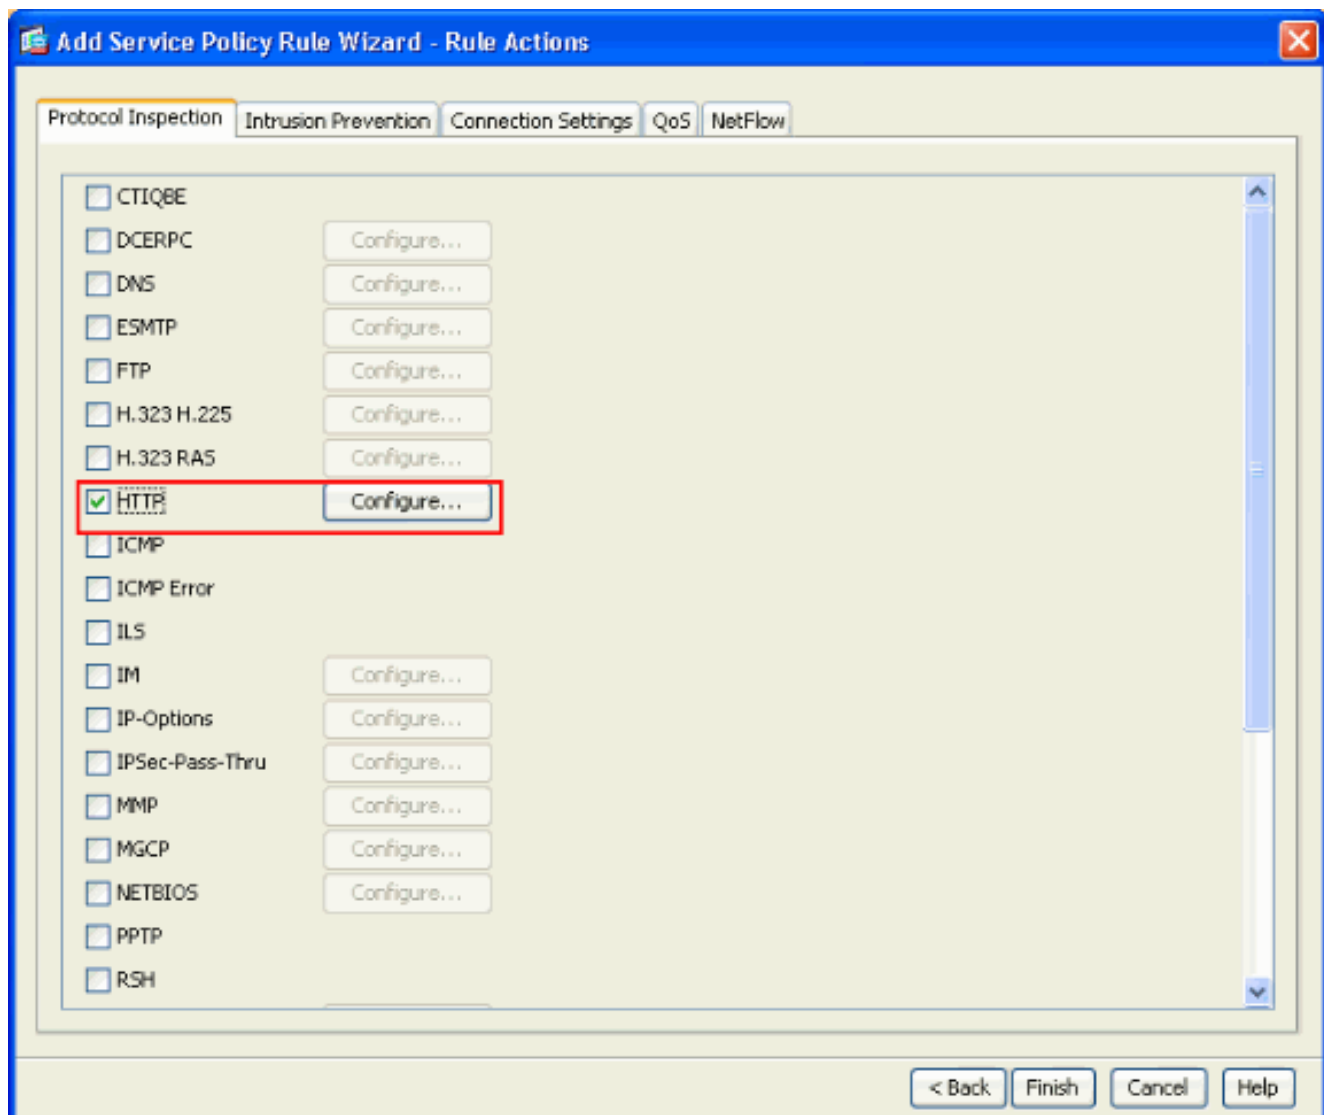 Add Service Policy Rule Wizard - Rule Actions
Protocol Inspection Intrusion Prevention Connection Settings QoS NetFlow
CTIQBE
DCERPC Configure...
DNS Configure...
ESMTP Configure...
FTP Configure...
H.323 H.225 Configure...
H.323 RAS Configure...
HTTP Configure...
ICMP
ICMP Error
ILS
IM Configure...
IP-Options Configure...
IPSec-Pass-Thru Configure...
MMP Configure...
MGCP Configure...
NETBIOS Configure...
PPTP
RSH
< Back Finish Cancel Help